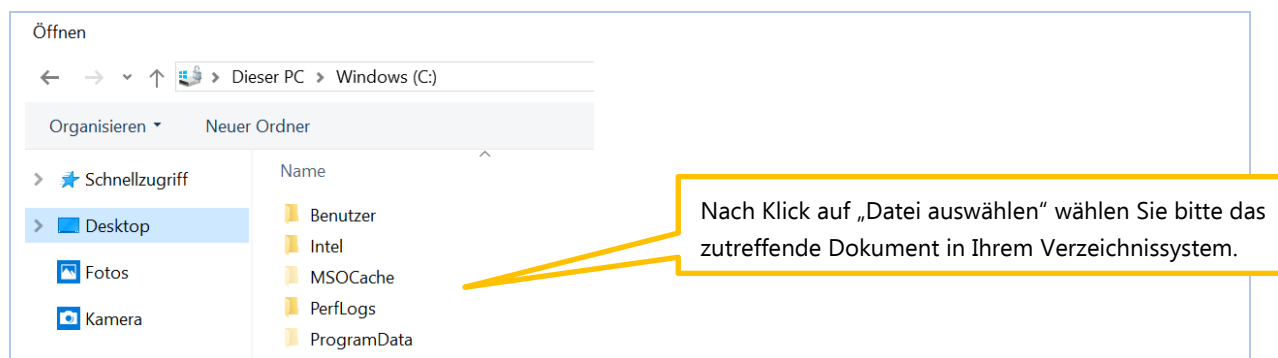 Öffnen
Dieser PC > Windows (C:)
Organisieren Neuer Ordner
Schnellzugriff
Desktop
Fotos
Kamera
Name
Benutzer
Intel
MSOCache
PerfLogs
ProgramData
Nach Klick auf „Datei auswählen“ wählen Sie bitte das
zutreffende Dokument in Ihrem Verzeichnissystem.